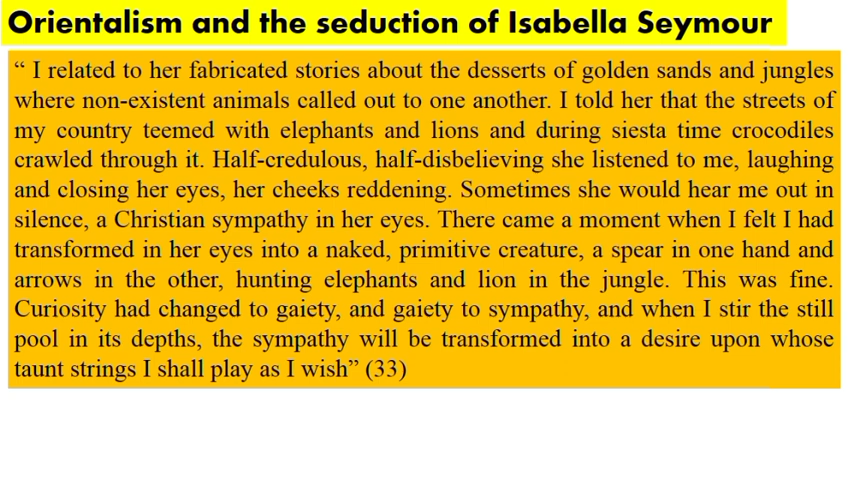 Orientalism and the seduction of Isabella Seymour
“ I related to her fabricated stories about the desserts of golden sands and jungles
where non-existent animals called out to one another. I told her that the streets of
my country teemed with elephants and lions and during siesta time crocodiles
crawled through it. Half-credulous, half-disbelieving she listened to me, laughing
and closing her eyes, her cheeks reddening. Sometimes she would hear me out in
silence, a Christian sympathy in her eyes. There came a moment when I felt I had
transformed in her eyes into a naked, primitive creature, a spear in one hand and
arrows in the other, hunting elephants and lion in the jungle. This was fine.
Curiosity had changed to gaiety, and gaiety to sympathy, and when I stir the still
pool in its depths, the sympathy will be transformed into a desire upon whose
taunt strings I shall play as I wish” (33)